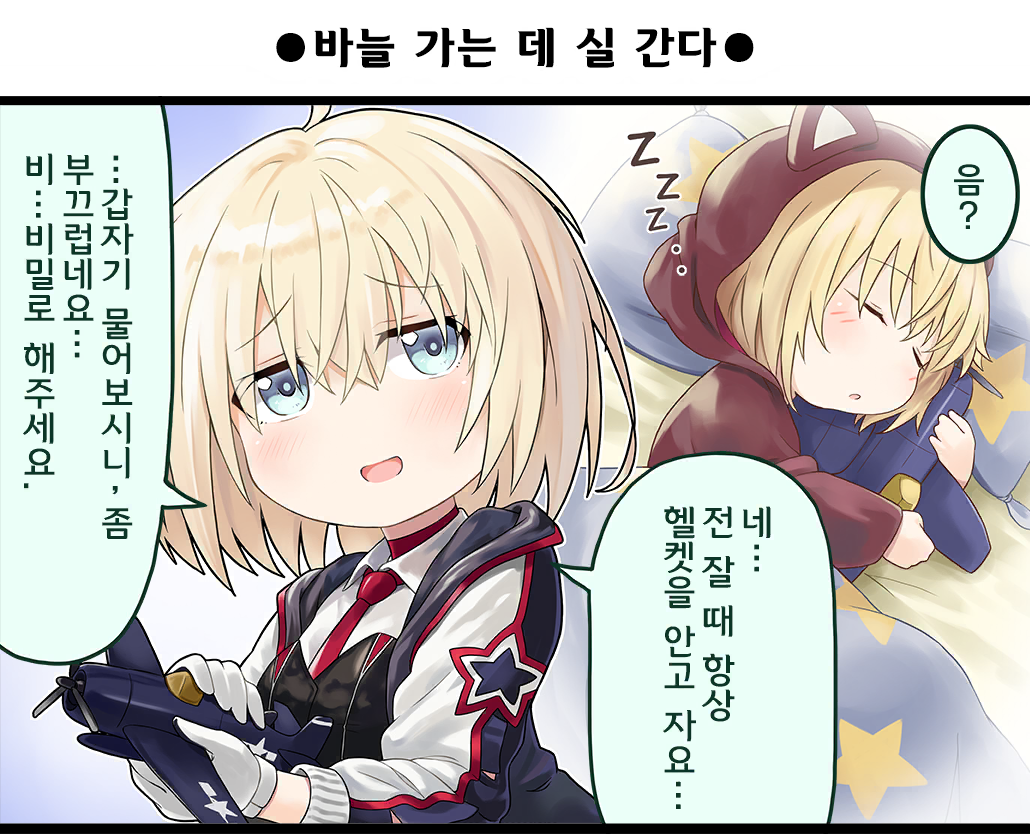 ●바늘 가는 데 실 간다●
음?
네…
전 잘 때 항상
헬켓을 안고 자요…
…갑자기 물어보시니, 좀
부끄럽네요…
비…비밀로 해주세요.
Z Z Z…